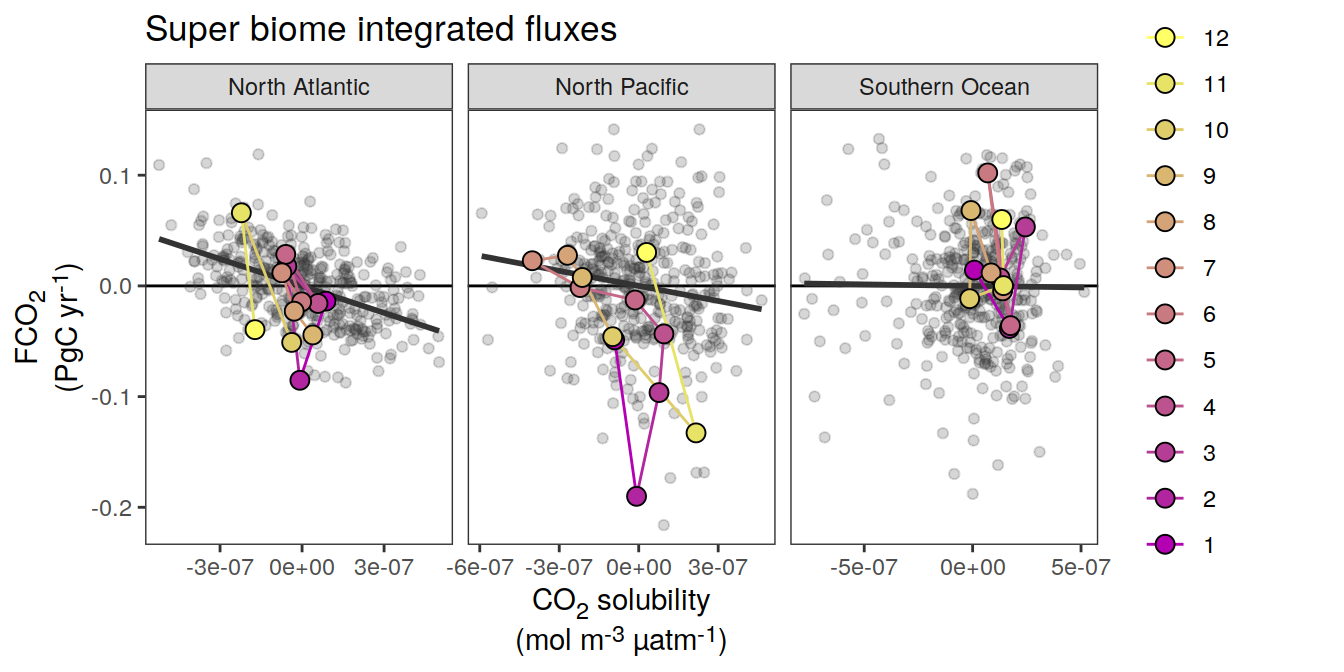 Super biome integrated fluxes
North Atlantic North Pacific Southern Ocean
FCO2
(PgC yr-1)
0.1
0.0
-0.1
-0.2
-3e-07 0e+00 3e-07 -6e-07 -3e-07 0e+00 3e-07 -5e-07 0e+00 5e-07
CO2 solubility
(mol m-3 µatm-1)
12
11
10
9
8
7
6
5
4
3
2
1